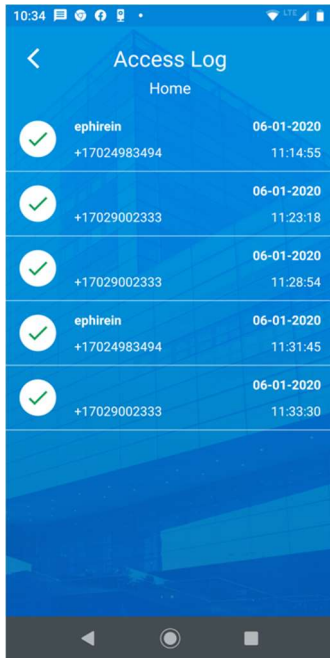 10:34
LTE
Access Log
Home
ephirein 06-01-2020
+17024983494 11:14:55
06-01-2020
+17029002333 11:23:18
06-01-2020
+17029002333 11:28:54
ephirein 06-01-2020
+17024983494 11:31:45
06-01-2020
+17029002333 11:33:30